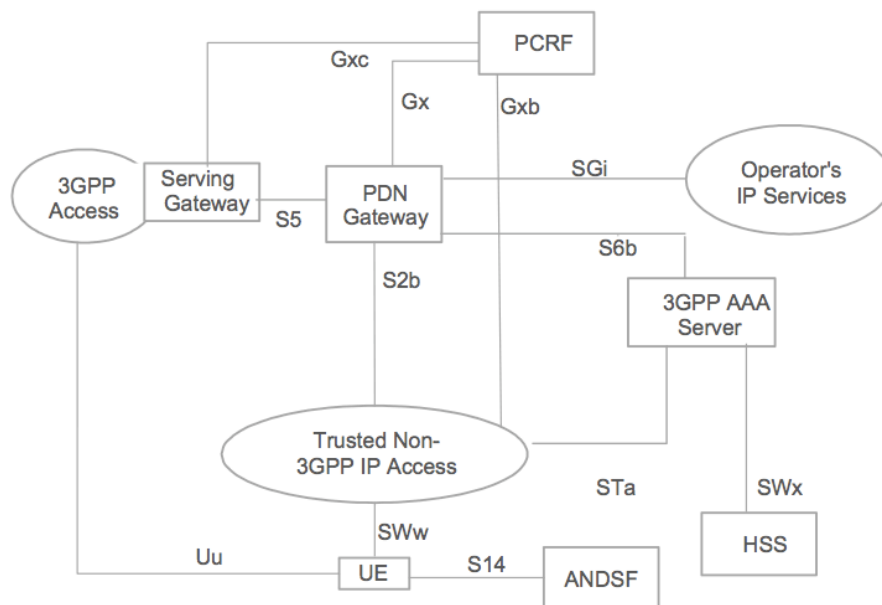 PCRF
Gxc
Gx
Gxb
3GPP
Access
Serving
Gateway
S5
PDN
Gateway
SGi
Operator's
IP Services
S6b
S2b
3GPP AAA
Server
Trusted Non-
3GPP IP Access
STa
SWx
SWw
HSS
Uu
UE
S14
ANDSF